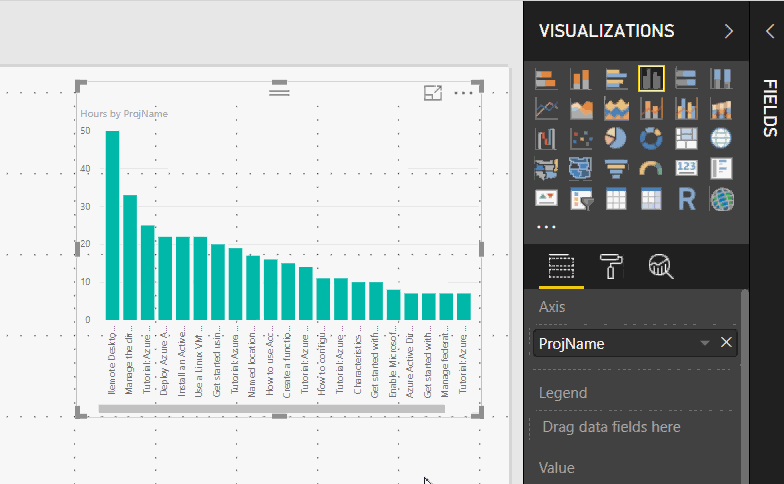 VISUALIZATIONS
FIELDS
Hours by ProjName
50
40
30
20
10
0
Remote Deskto...
Manage the di...
Tutorial: Azure ...
Deploy Azure A...
Install an Active...
Use a Linux VM ...
Get started usin...
Tutorial: Azure ...
Named location...
How to use Acc...
Create a functio...
Tutorial: Azure ...
How to configu...
Tutorial: Azure ...
Characteristics ...
Get started with...
Enable Microsof...
Azure Active Dir...
Get started with...
Manage federat...
Tutorial: Azure ...
123
R
Axis
ProjName
Legend
Drag data fields here
Value